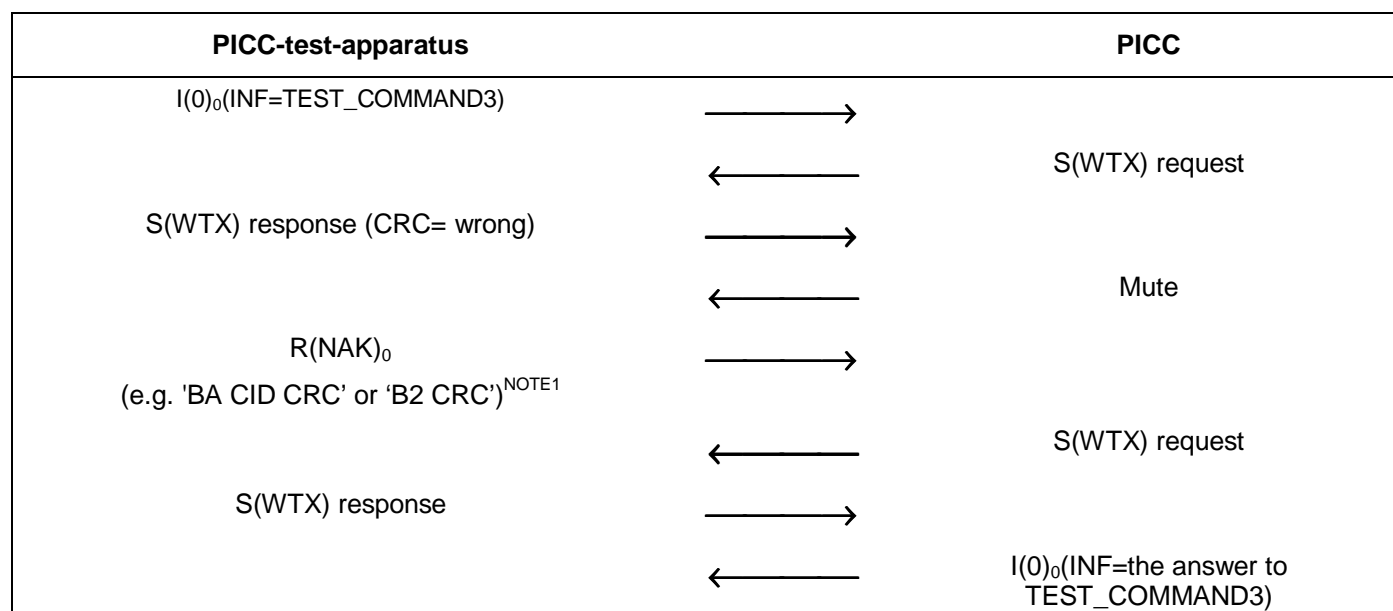 PICC-test-apparatus PICC
I(0)₀(INF=TEST_COMMAND3)
S(WTX) request
S(WTX) response (CRC= wrong)
Mute
R(NAK)₀
(e.g. 'BA CID CRC' or ‘B2 CRC’)NOTE1
S(WTX) request
S(WTX) response
I(0)₀(INF=the answer to
TEST_COMMAND3)